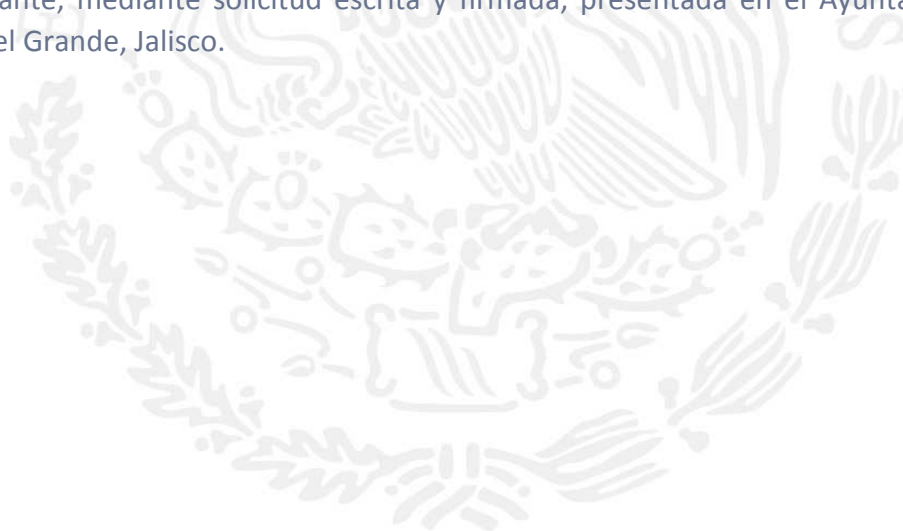 ante, mediante solicitud escrita y firmada, presentada en el Ayunta
el Grande, Jalisco.